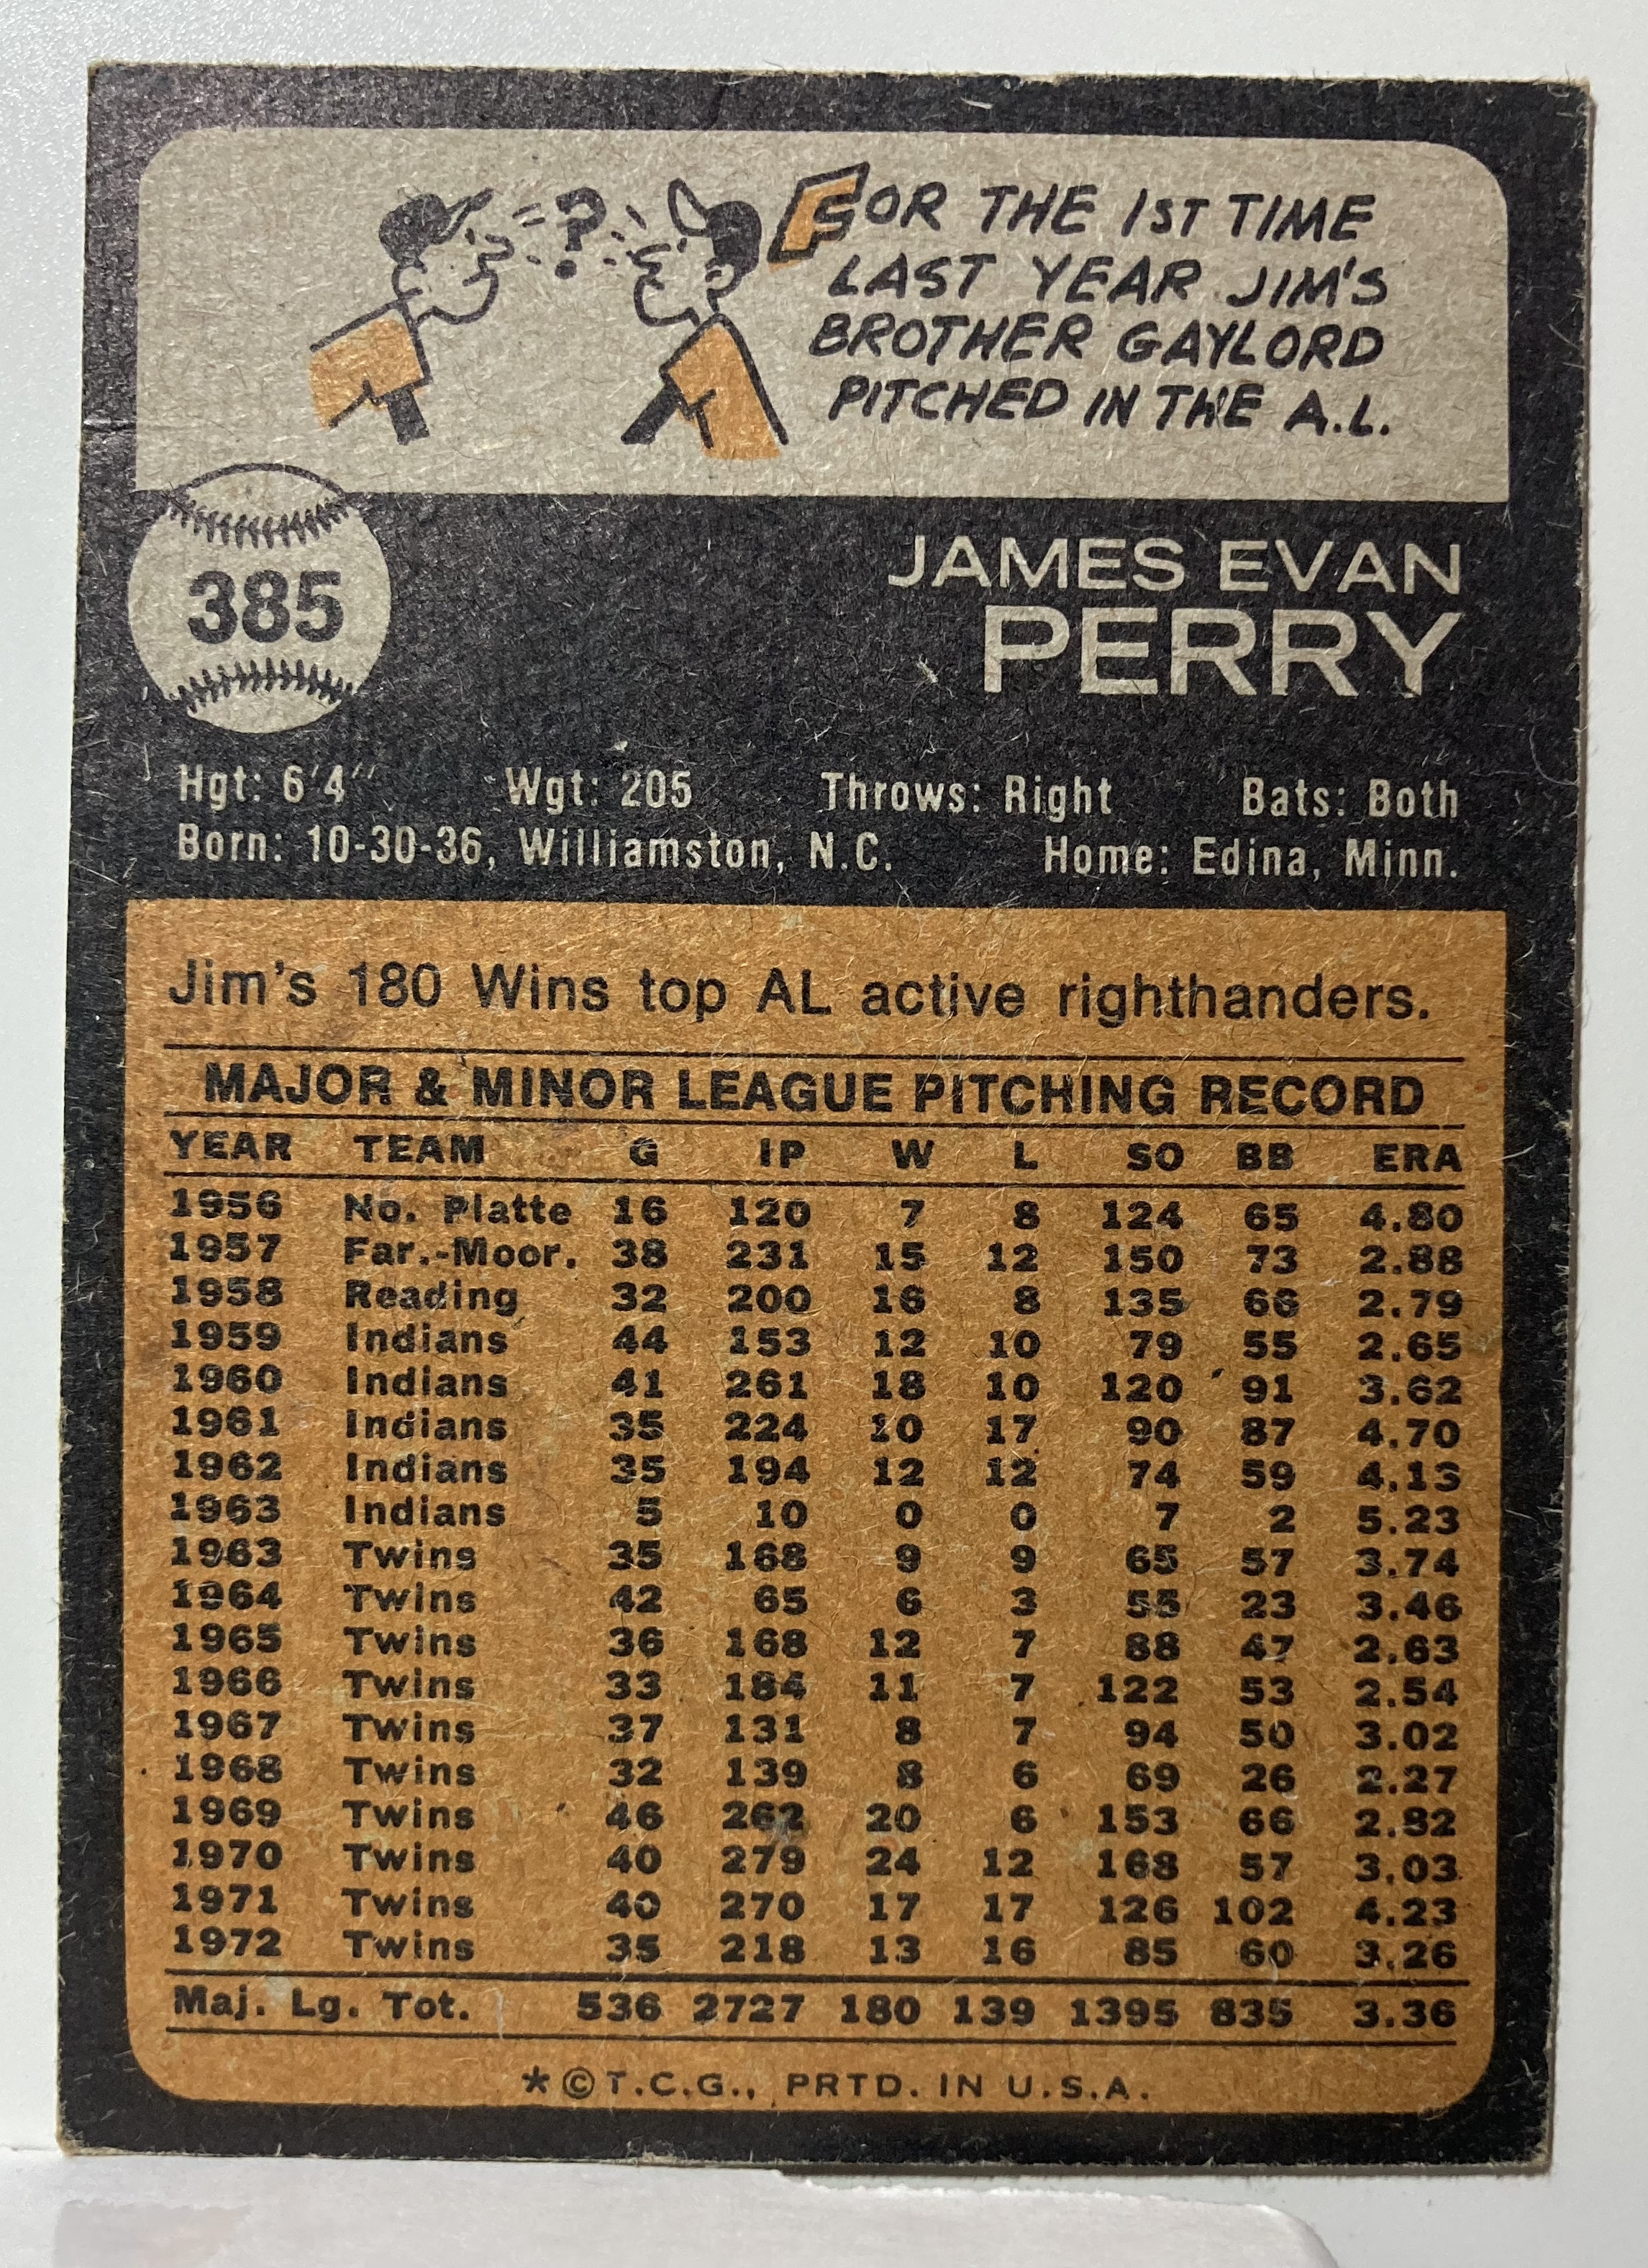 ?
FOR THE 1ST TIME
LAST YEAR JIM'S
BROTHER GAYLORD
PITCHED IN THE A.L.
385
JAMES EVAN
PERRY
Hgt: 6'4" Wgt: 205 Throws: Right Bats: Both
Born: 10-30-36, Williamston, N.C. Home: Edina, Minn.
Jim's 180 Wins top AL active righthanders.
MAJOR & MINOR LEAGUE PITCHING RECORD
YEAR TEAM G IP W L SO BB ERA
1956 No. Platte 16 120 7 8 124 65 4.80
1957 Far.-Moor. 38 231 15 12 150 73 2.88
1958 Reading 32 200 16 8 135 66 2.79
1959 Indians 44 153 12 10 79 55 2.65
1960 Indians 41 261 18 10 120 91 3.62
1961 Indians 35 224 10 17 90 87 4.70
1962 Indians 35 194 12 12 74 59 4.13
1963 Indians 5 10 0 0 7 2 5.23
1963 Twins 35 168 9 9 65 57 3.74
1964 Twins 42 65 6 3 55 23 3.46
1965 Twins 36 168 12 7 88 47 2.63
1966 Twins 33 184 11 7 122 53 2.54
1967 Twins 37 131 8 7 94 50 3.02
1968 Twins 32 139 8 6 69 26 2.27
1969 Twins 46 262 20 6 153 66 2.82
1970 Twins 40 279 24 12 168 57 3.03
1971 Twins 40 270 17 17 126 102 4.23
1972 Twins 35 218 13 16 85 60 3.26
Maj. Lg. Tot. 536 2727 180 139 1395 835 3.36
*©T.C.G., PRTD. IN U.S.A.